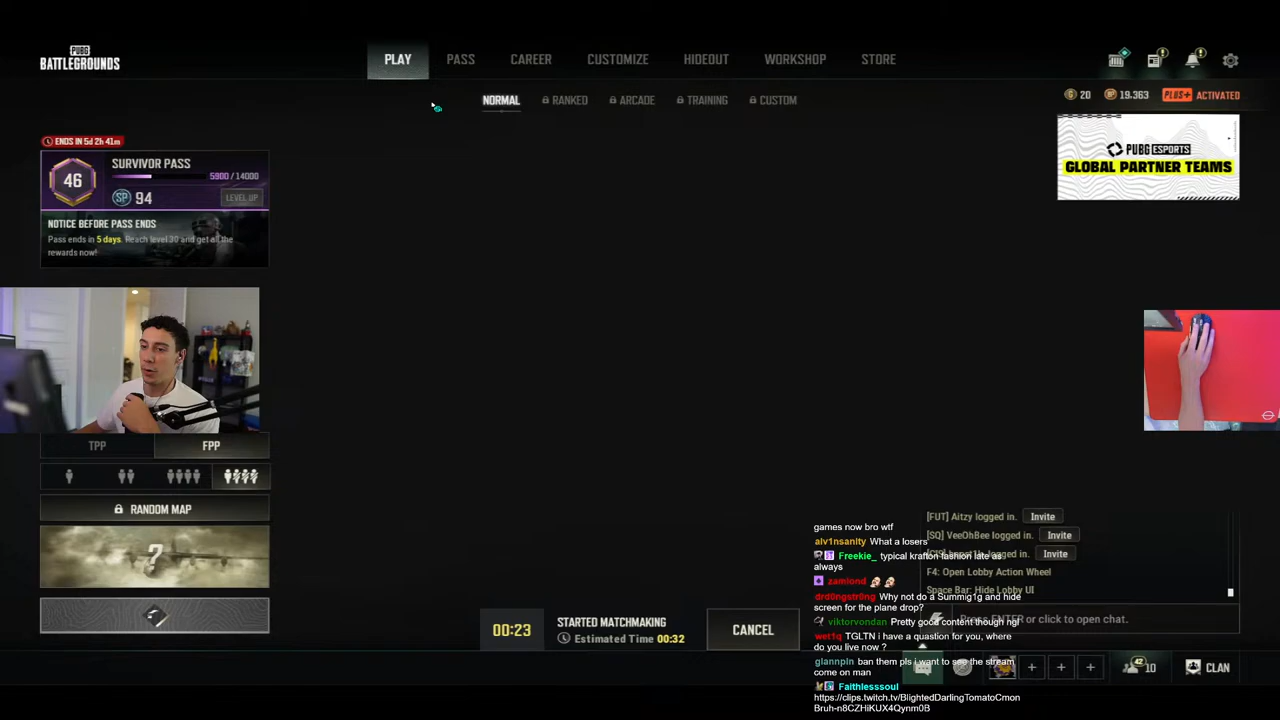 PUBG
BATTLEGROUNDS
PLAY
PASS
CAREER
CUSTOMIZE
HIDEOUT
WORKSHOP
STORE
NORMAL
RANKED
ARCADE
TRAINING
CUSTOM
G 20
BP 19,363
PLUS+ ACTIVATED
ENDS IN 5d 2h 41m
SURVIVOR PASS
46
5900 / 14000
SP 94
LEVEL UP
NOTICE BEFORE PASS ENDS
Pass ends in 5 days. Reach level 30 and get all the
rewards now!
PUBG ESPORTS
GLOBAL PARTNER TEAMS
TPP
FPP
RANDOM MAP
?
00:23
STARTED MATCHMAKING
Estimated Time 00:32
CANCEL
[FUT] Aitzy logged in. Invite
[SQ] VeeOhBee logged in. Invite
logged in. Invite
F4: Open Lobby Action Wheel
Space Bar: Hide Lobby UI
Press ENTER or click to open chat.
games now bro wtf
alv1nsanity What a losers
Freekie_ typical krafton fashion late as
always
zamiond
drd0ngstr0ng Why not do a Summig1g and hide
screen for the plane drop?
viktorvondan Pretty good content though ngl
wet1q TGLTN i have a question for you, where
do you live now ?
glannpin ban them pls i want to see the stream
come on man
Faithlesssoul
https://clips.twitch.tv/BlightedDarlingTomatoCmon
Bruh-n8CZHiKUX4Qynm0B
42
10
CLAN